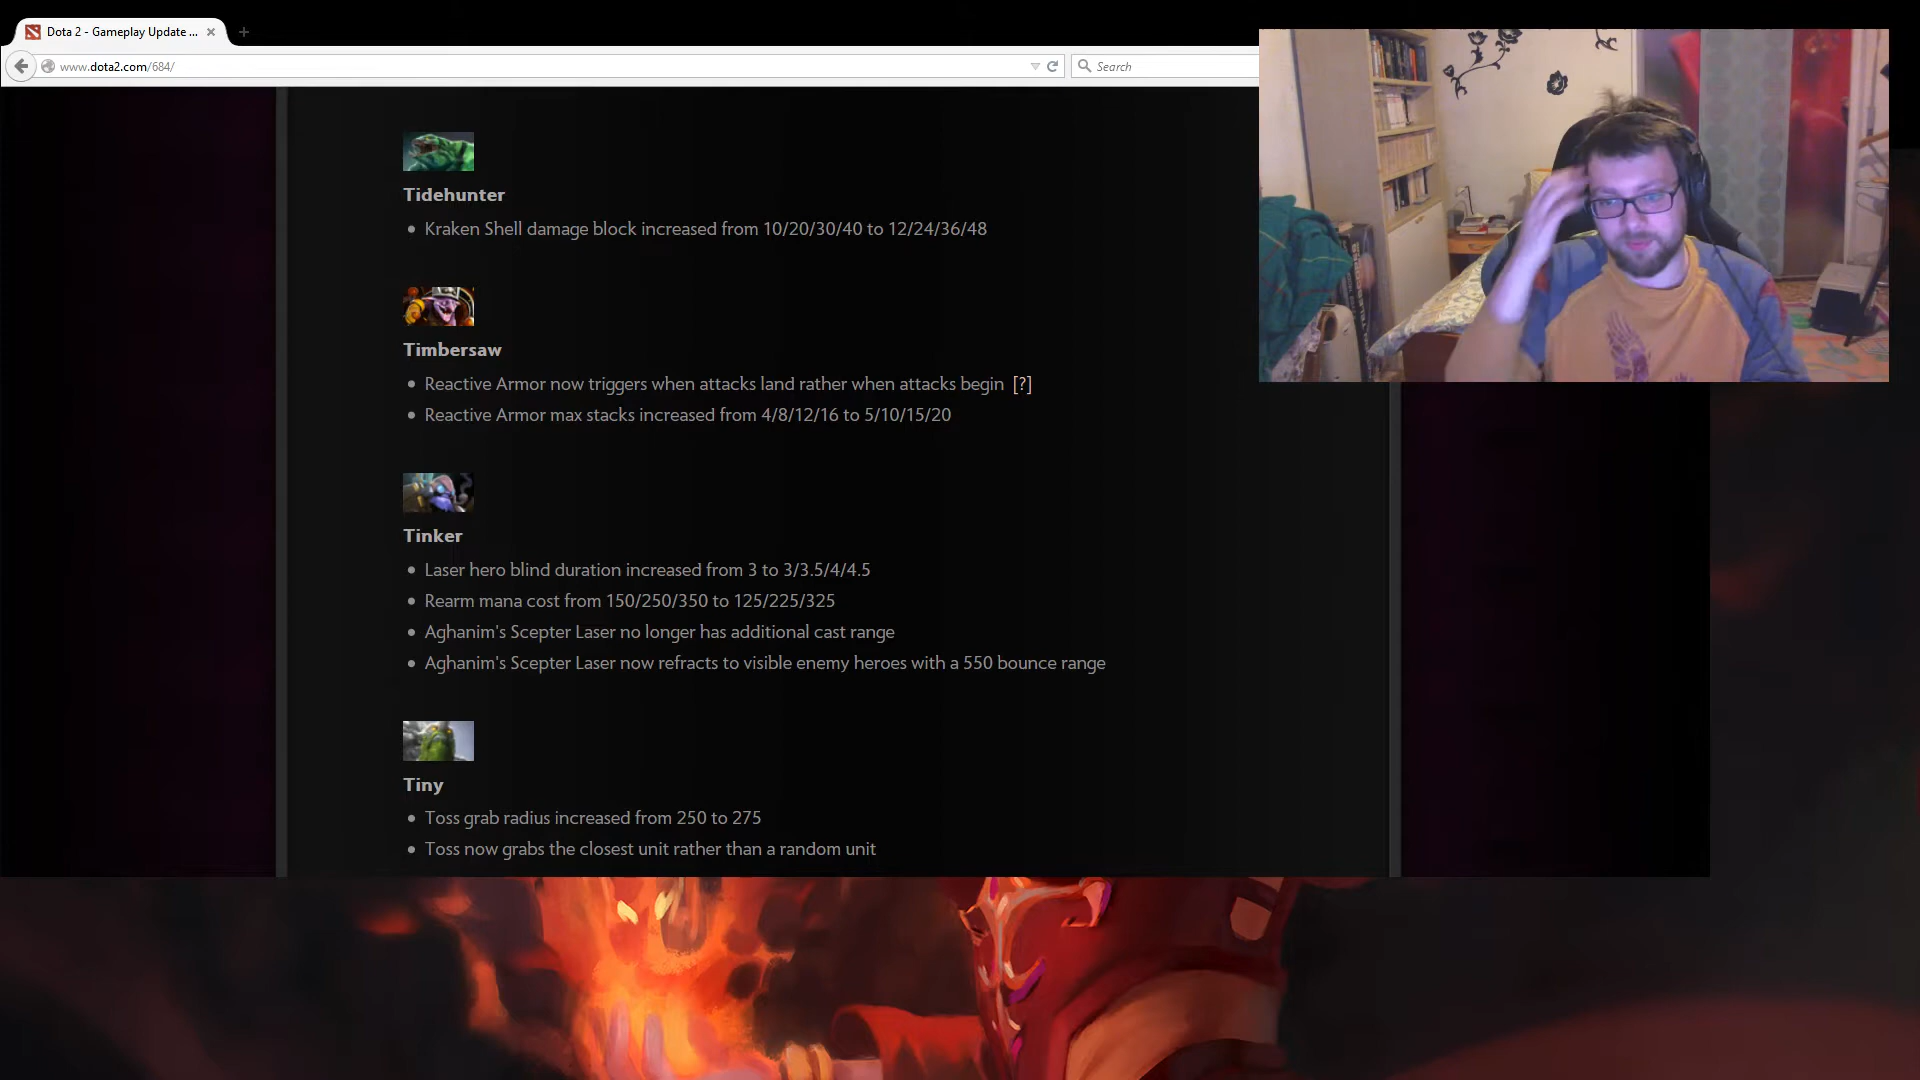 Dota 2 - Gameplay Update ...
www.dota2.com/684/
Search
Tidehunter
• Kraken Shell damage block increased from 10/20/30/40 to 12/24/36/48
Timbersaw
• Reactive Armor now triggers when attacks land rather when attacks begin [?]
• Reactive Armor max stacks increased from 4/8/12/16 to 5/10/15/20
Tinker
• Laser hero blind duration increased from 3 to 3/3.5/4/4.5
• Rearm mana cost from 150/250/350 to 125/225/325
• Aghanim's Scepter Laser no longer has additional cast range
• Aghanim's Scepter Laser now refracts to visible enemy heroes with a 550 bounce range
Tiny
• Toss grab radius increased from 250 to 275
• Toss now grabs the closest unit rather than a random unit